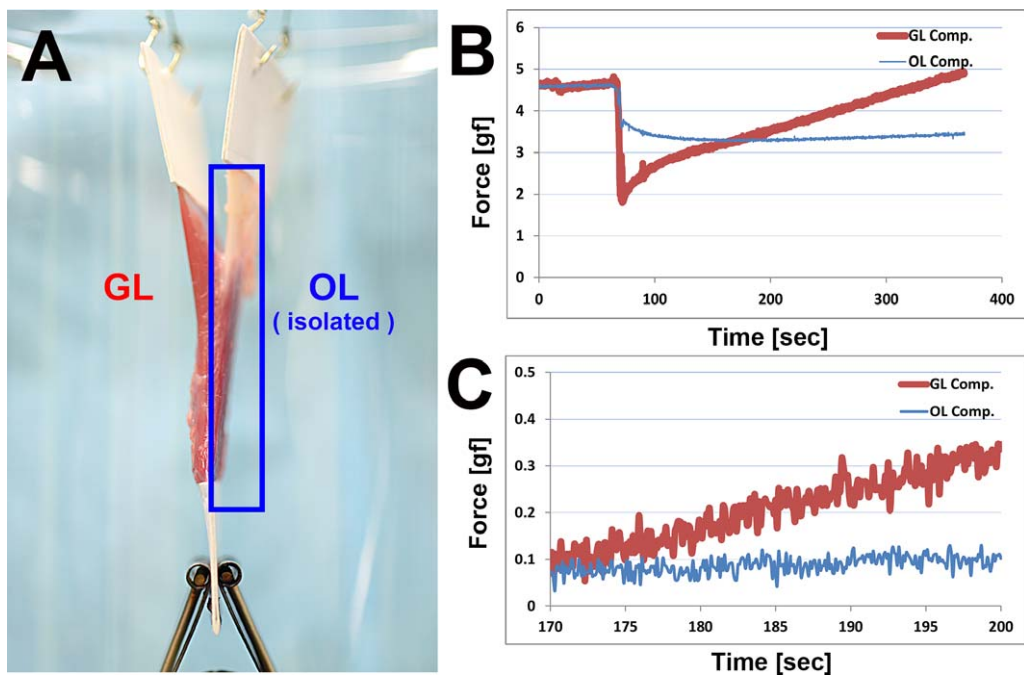 A
GL
OL
( isolated )
B
GL Comp.
OL Comp.
Force [gf]
6
5
4
3
2
1
0
0 100 200 300 400
Time [sec]
C
GL Comp.
OL Comp.
Force [gf]
0.5
0.4
0.3
0.2
0.1
0
170 175 180 185 190 195 200
Time [sec]